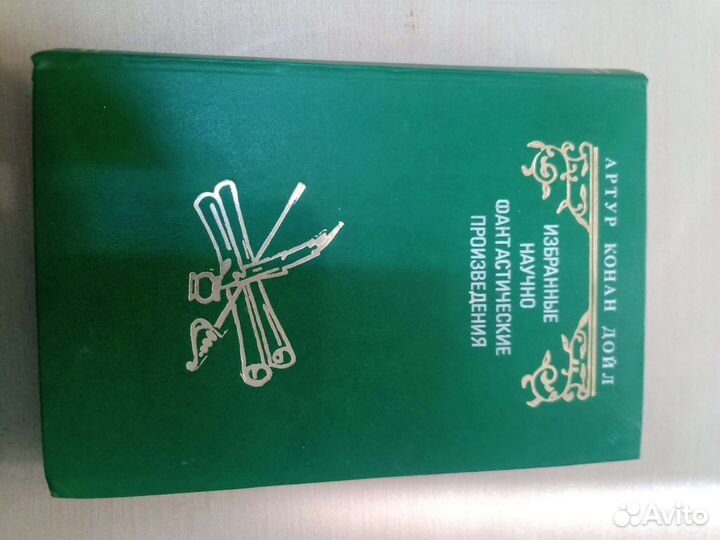 АРТУР КОНАН ДОЙЛ
ИЗБРАННЫЕ
НАУЧНО
ФАНТАСТИЧЕСКИЕ
ПРОИЗВЕДЕНИЯ
Avito